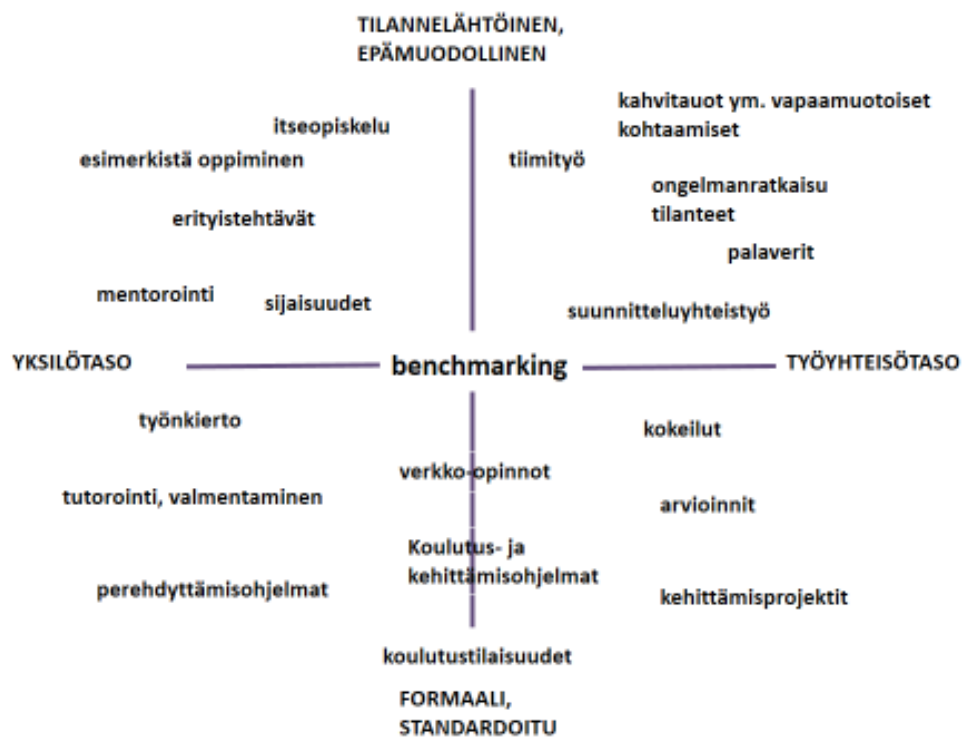 TILANNELÄHTÖINEN,
EPÄMUODOLLINEN
kahvitauot ym. vapaamuotoiset
kohtaamiset
itseopiskelu
esimerkistä oppiminen
tiimityö
ongelmanratkaisu
tilanteet
erityistehtävät
palaverit
mentorointi
sijaisuudet
suunnitteluyhteistyö
YKSILÖTASO
benchmarking
TYÖYHTEISÖTASO
työnkierto
kokeilut
verkko-opinnot
tutorointi, valmentaminen
arvioinnit
Koulutus- ja
kehittämisohjelmat
perehdyttämisohjelmat
kehittämisprojektit
koulutustilaisuudet
FORMAALI,
STANDARDOITU